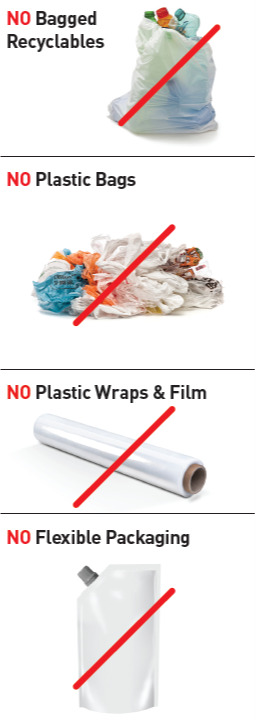 NO Bagged
Recyclables
NO Plastic Bags
NO Plastic Wraps & Film
NO Flexible Packaging